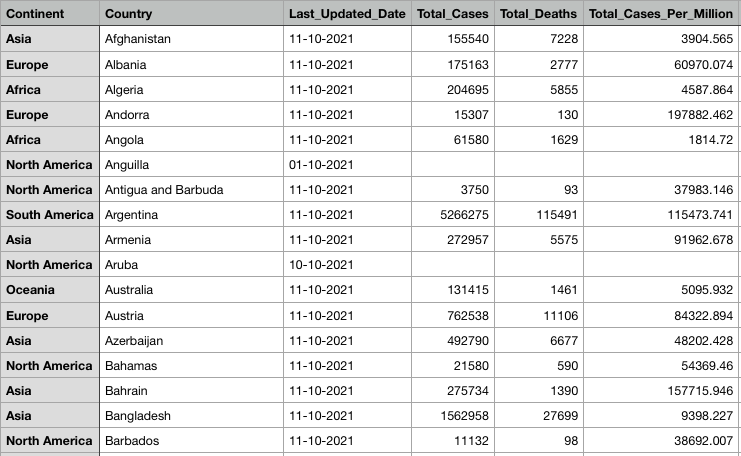 Continent Country Last_Updated_Date Total_Cases Total_Deaths Total_Cases_Per_Million
Asia Afghanistan 11-10-2021 155540 7228 3904.565
Europe Albania 11-10-2021 175163 2777 60970.074
Africa Algeria 11-10-2021 204695 5855 4587.864
Europe Andorra 11-10-2021 15307 130 197882.462
Africa Angola 11-10-2021 61580 1629 1814.72
North America Anguilla 01-10-2021
North America Antigua and Barbuda 11-10-2021 3750 93 37983.146
South America Argentina 11-10-2021 5266275 115491 115473.741
Asia Armenia 11-10-2021 272957 5575 91962.678
North America Aruba 10-10-2021
Oceania Australia 11-10-2021 131415 1461 5095.932
Europe Austria 11-10-2021 762538 11106 84322.894
Asia Azerbaijan 11-10-2021 492790 6677 48202.428
North America Bahamas 11-10-2021 21580 590 54369.46
Asia Bahrain 11-10-2021 275734 1390 157715.946
Asia Bangladesh 11-10-2021 1562958 27699 9398.227
North America Barbados 11-10-2021 11132 98 38692.007